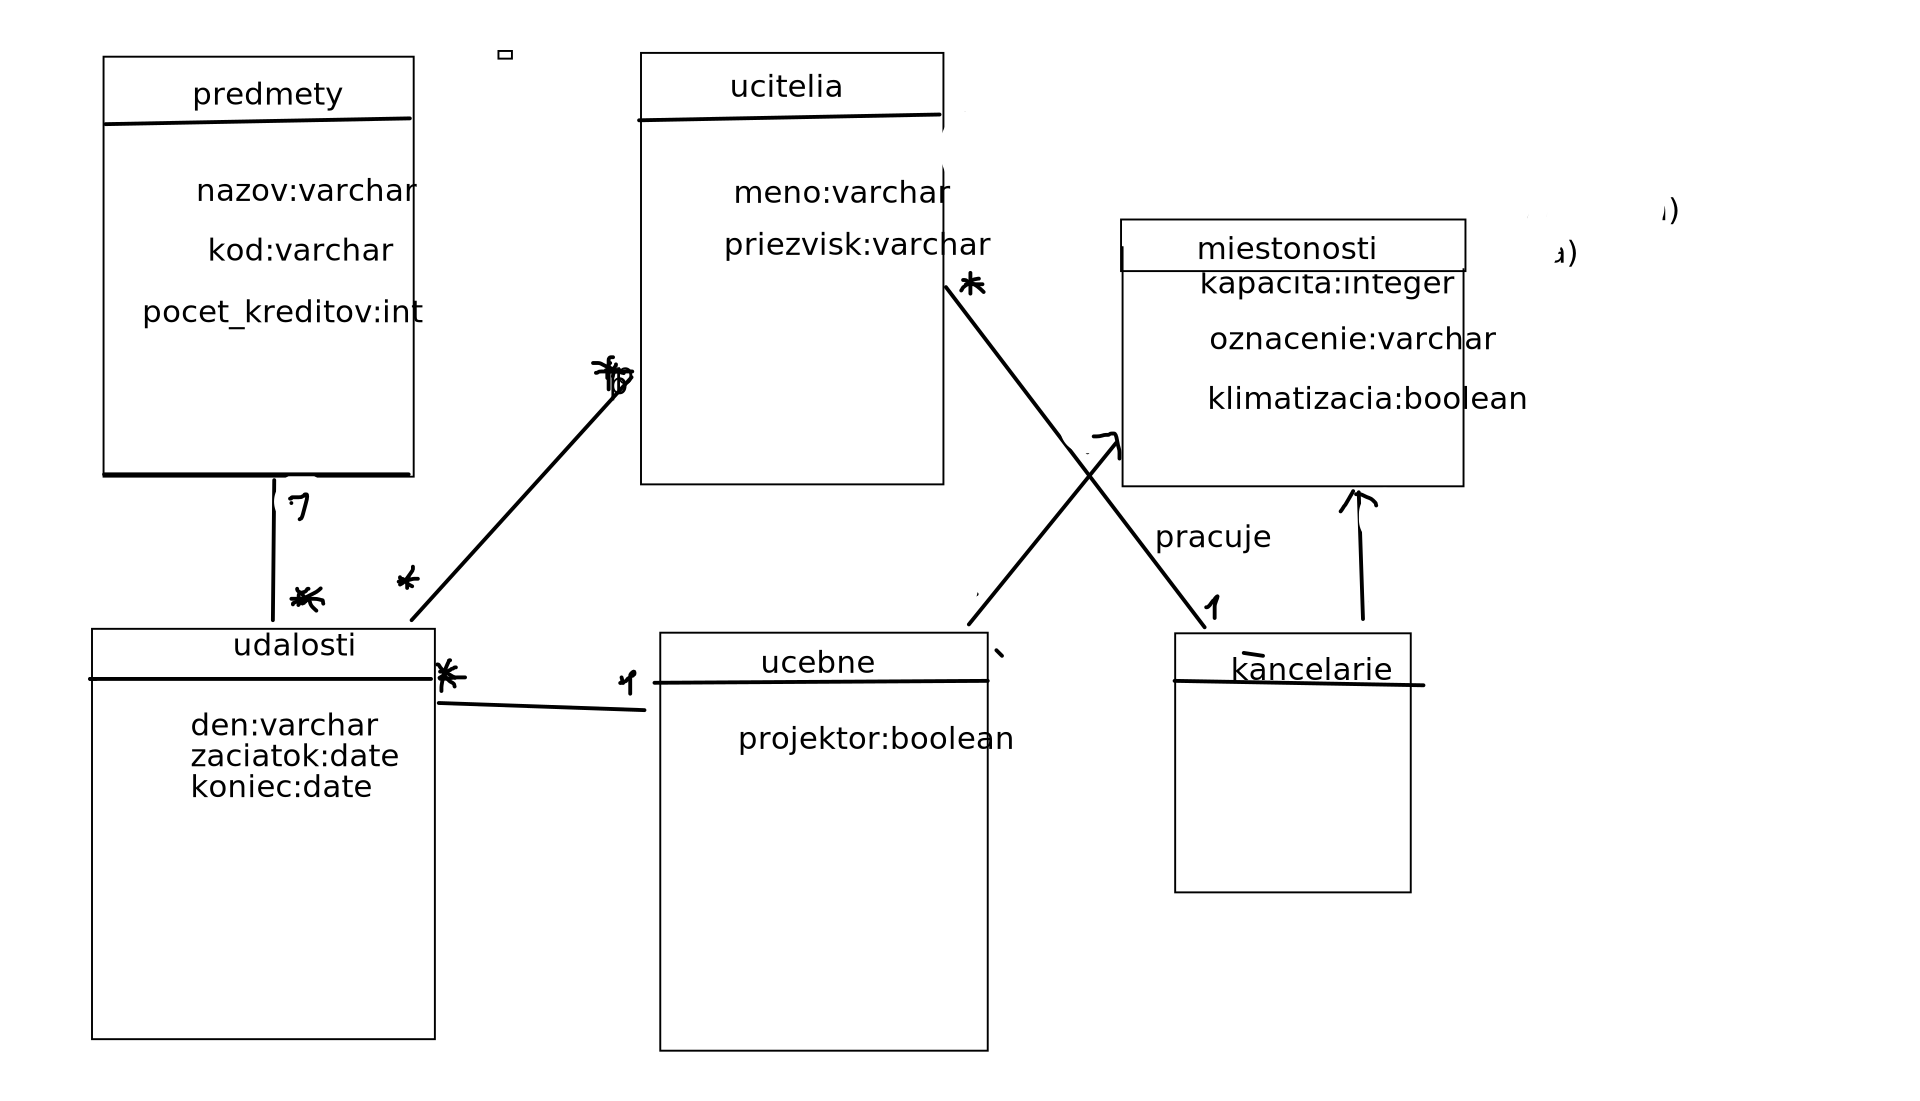 predmety
nazov:varchar
kod:varchar
pocet_kreditov:int
ucitelia
meno:varchar
priezvisk:varchar
*
miestonosti
kapacita:integer
oznacenie:varchar
klimatizacia:boolean
)
a)
*
1
*
*
pracuje
1
udalosti
den:varchar
zaciatok:date
koniec:date
*
1
ucebne
projektor:boolean
kancelarie